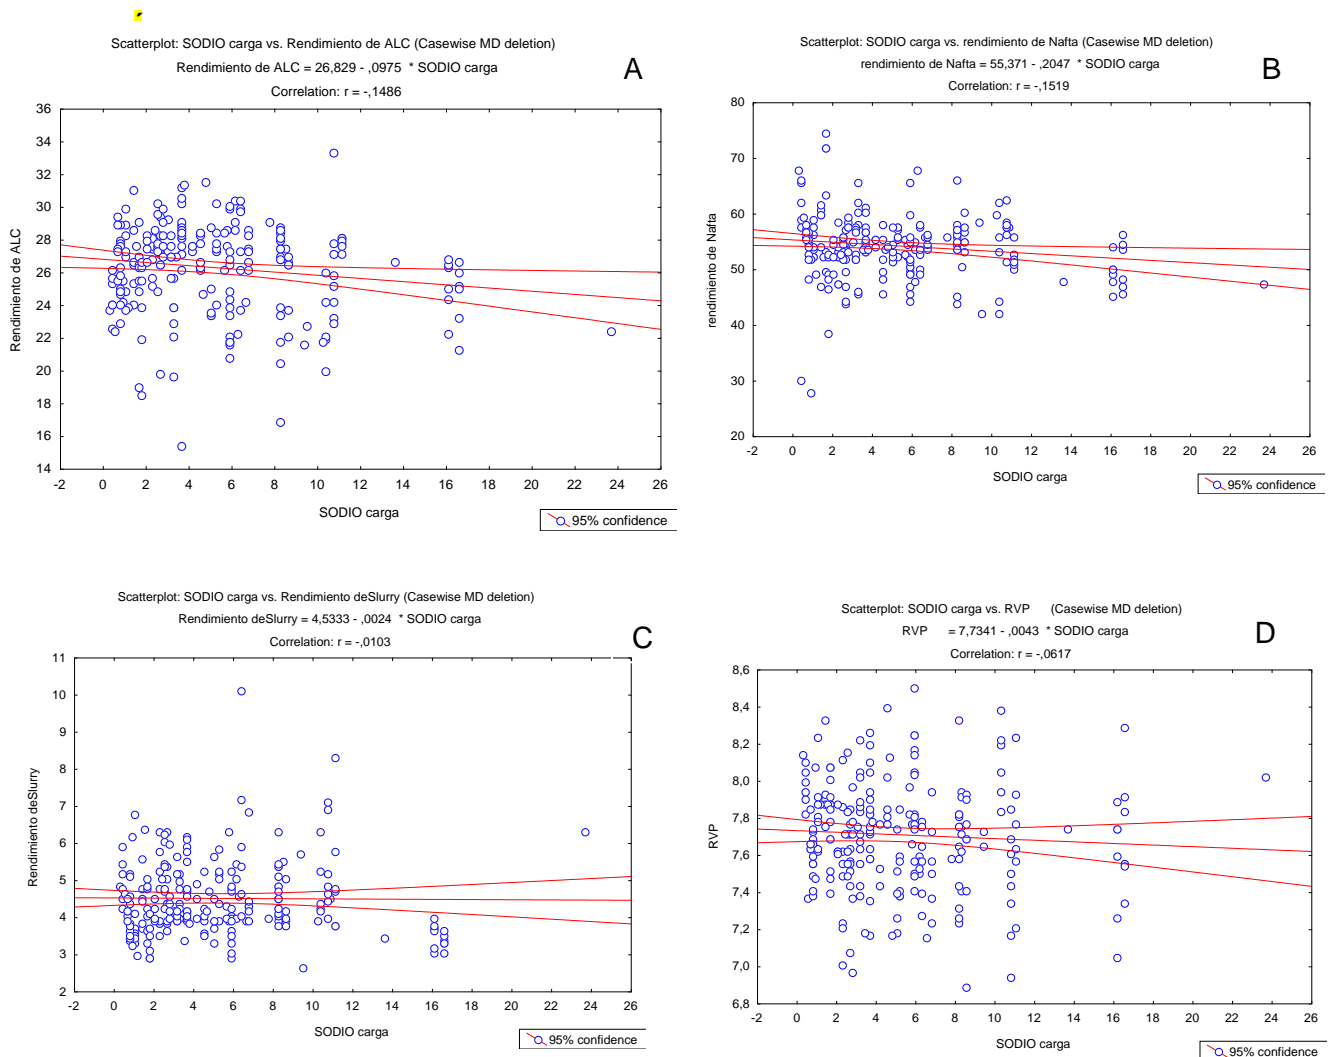 Scatterplot: SODIO carga vs. Rendimiento de ALC (Casewise MD deletion)
Rendimiento de ALC = 26,829 - ,0975 * SODIO carga
Correlation: r = -,1486
A
36
34
32
30
28
26
24
22
20
18
16
14
Rendimiento de ALC
-2 0 2 4 6 8 10 12 14 16 18 20 22 24 26
SODIO carga
95% confidence
Scatterplot: SODIO carga vs. rendimiento de Nafta (Casewise MD deletion)
rendimiento de Nafta = 55,371 - ,2047 * SODIO carga
Correlation: r = -,1519
B
80
70
60
50
40
30
20
rendimiento de Nafta
-2 0 2 4 6 8 10 12 14 16 18 20 22 24 26
SODIO carga
95% confidence
Scatterplot: SODIO carga vs. Rendimiento deSlurry (Casewise MD deletion)
Rendimiento deSlurry = 4,5333 - ,0024 * SODIO carga
Correlation: r = -,0103
C
11
10
9
8
7
6
5
4
3
2
Rendimiento deSlurry
-2 0 2 4 6 8 10 12 14 16 18 20 22 24 26
SODIO carga
95% confidence
Scatterplot: SODIO carga vs. RVP (Casewise MD deletion)
RVP = 7,7341 - ,0043 * SODIO carga
Correlation: r = -,0617
D
8,6
8,4
8,2
8,0
7,8
7,6
7,4
7,2
7,0
6,8
RVP
-2 0 2 4 6 8 10 12 14 16 18 20 22 24 26
SODIO carga
95% confidence